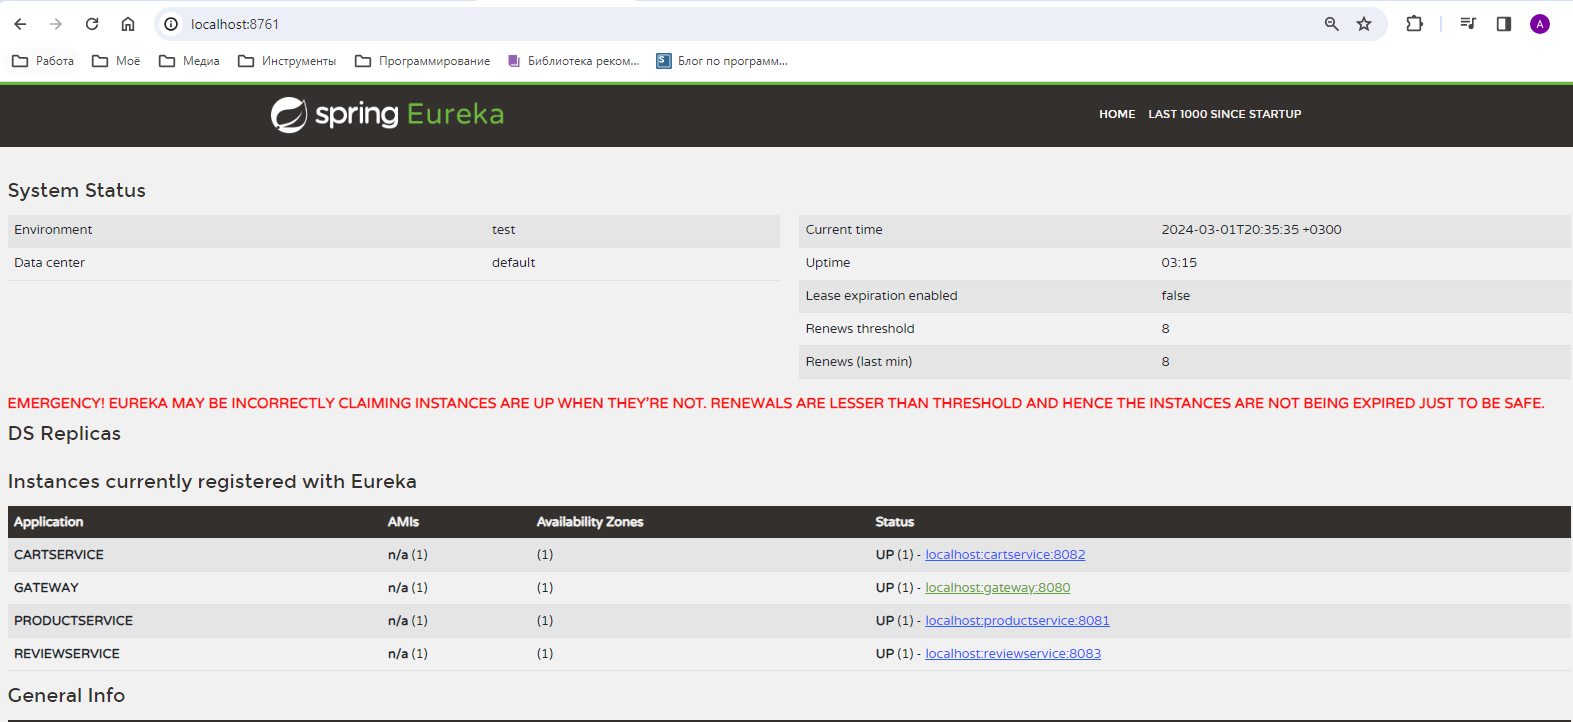 localhost:8761
A
Работа Моё Медиа Инструменты Программирование Библиотека реком... Блог по программ...
spring Eureka HOME LAST 1000 SINCE STARTUP
System Status
Environment test Current time 2024-03-01T20:35:35 +0300
Data center default Uptime 03:15
Lease expiration enabled false
Renews threshold 8
Renews (last min) 8
EMERGENCY! EUREKA MAY BE INCORRECTLY CLAIMING INSTANCES ARE UP WHEN THEY'RE NOT. RENEWALS ARE LESSER THAN THRESHOLD AND HENCE THE INSTANCES ARE NOT BEING EXPIRED JUST TO BE SAFE.
DS Replicas
Instances currently registered with Eureka
Application AMIs Availability Zones Status
CARTSERVICE n/a (1) (1) UP (1) - localhost:cartservice:8082
GATEWAY n/a (1) (1) UP (1) - localhost:gateway:8080
PRODUCTSERVICE n/a (1) (1) UP (1) - localhost:productservice:8081
REVIEWSERVICE n/a (1) (1) UP (1) - localhost:reviewservice:8083
General Info